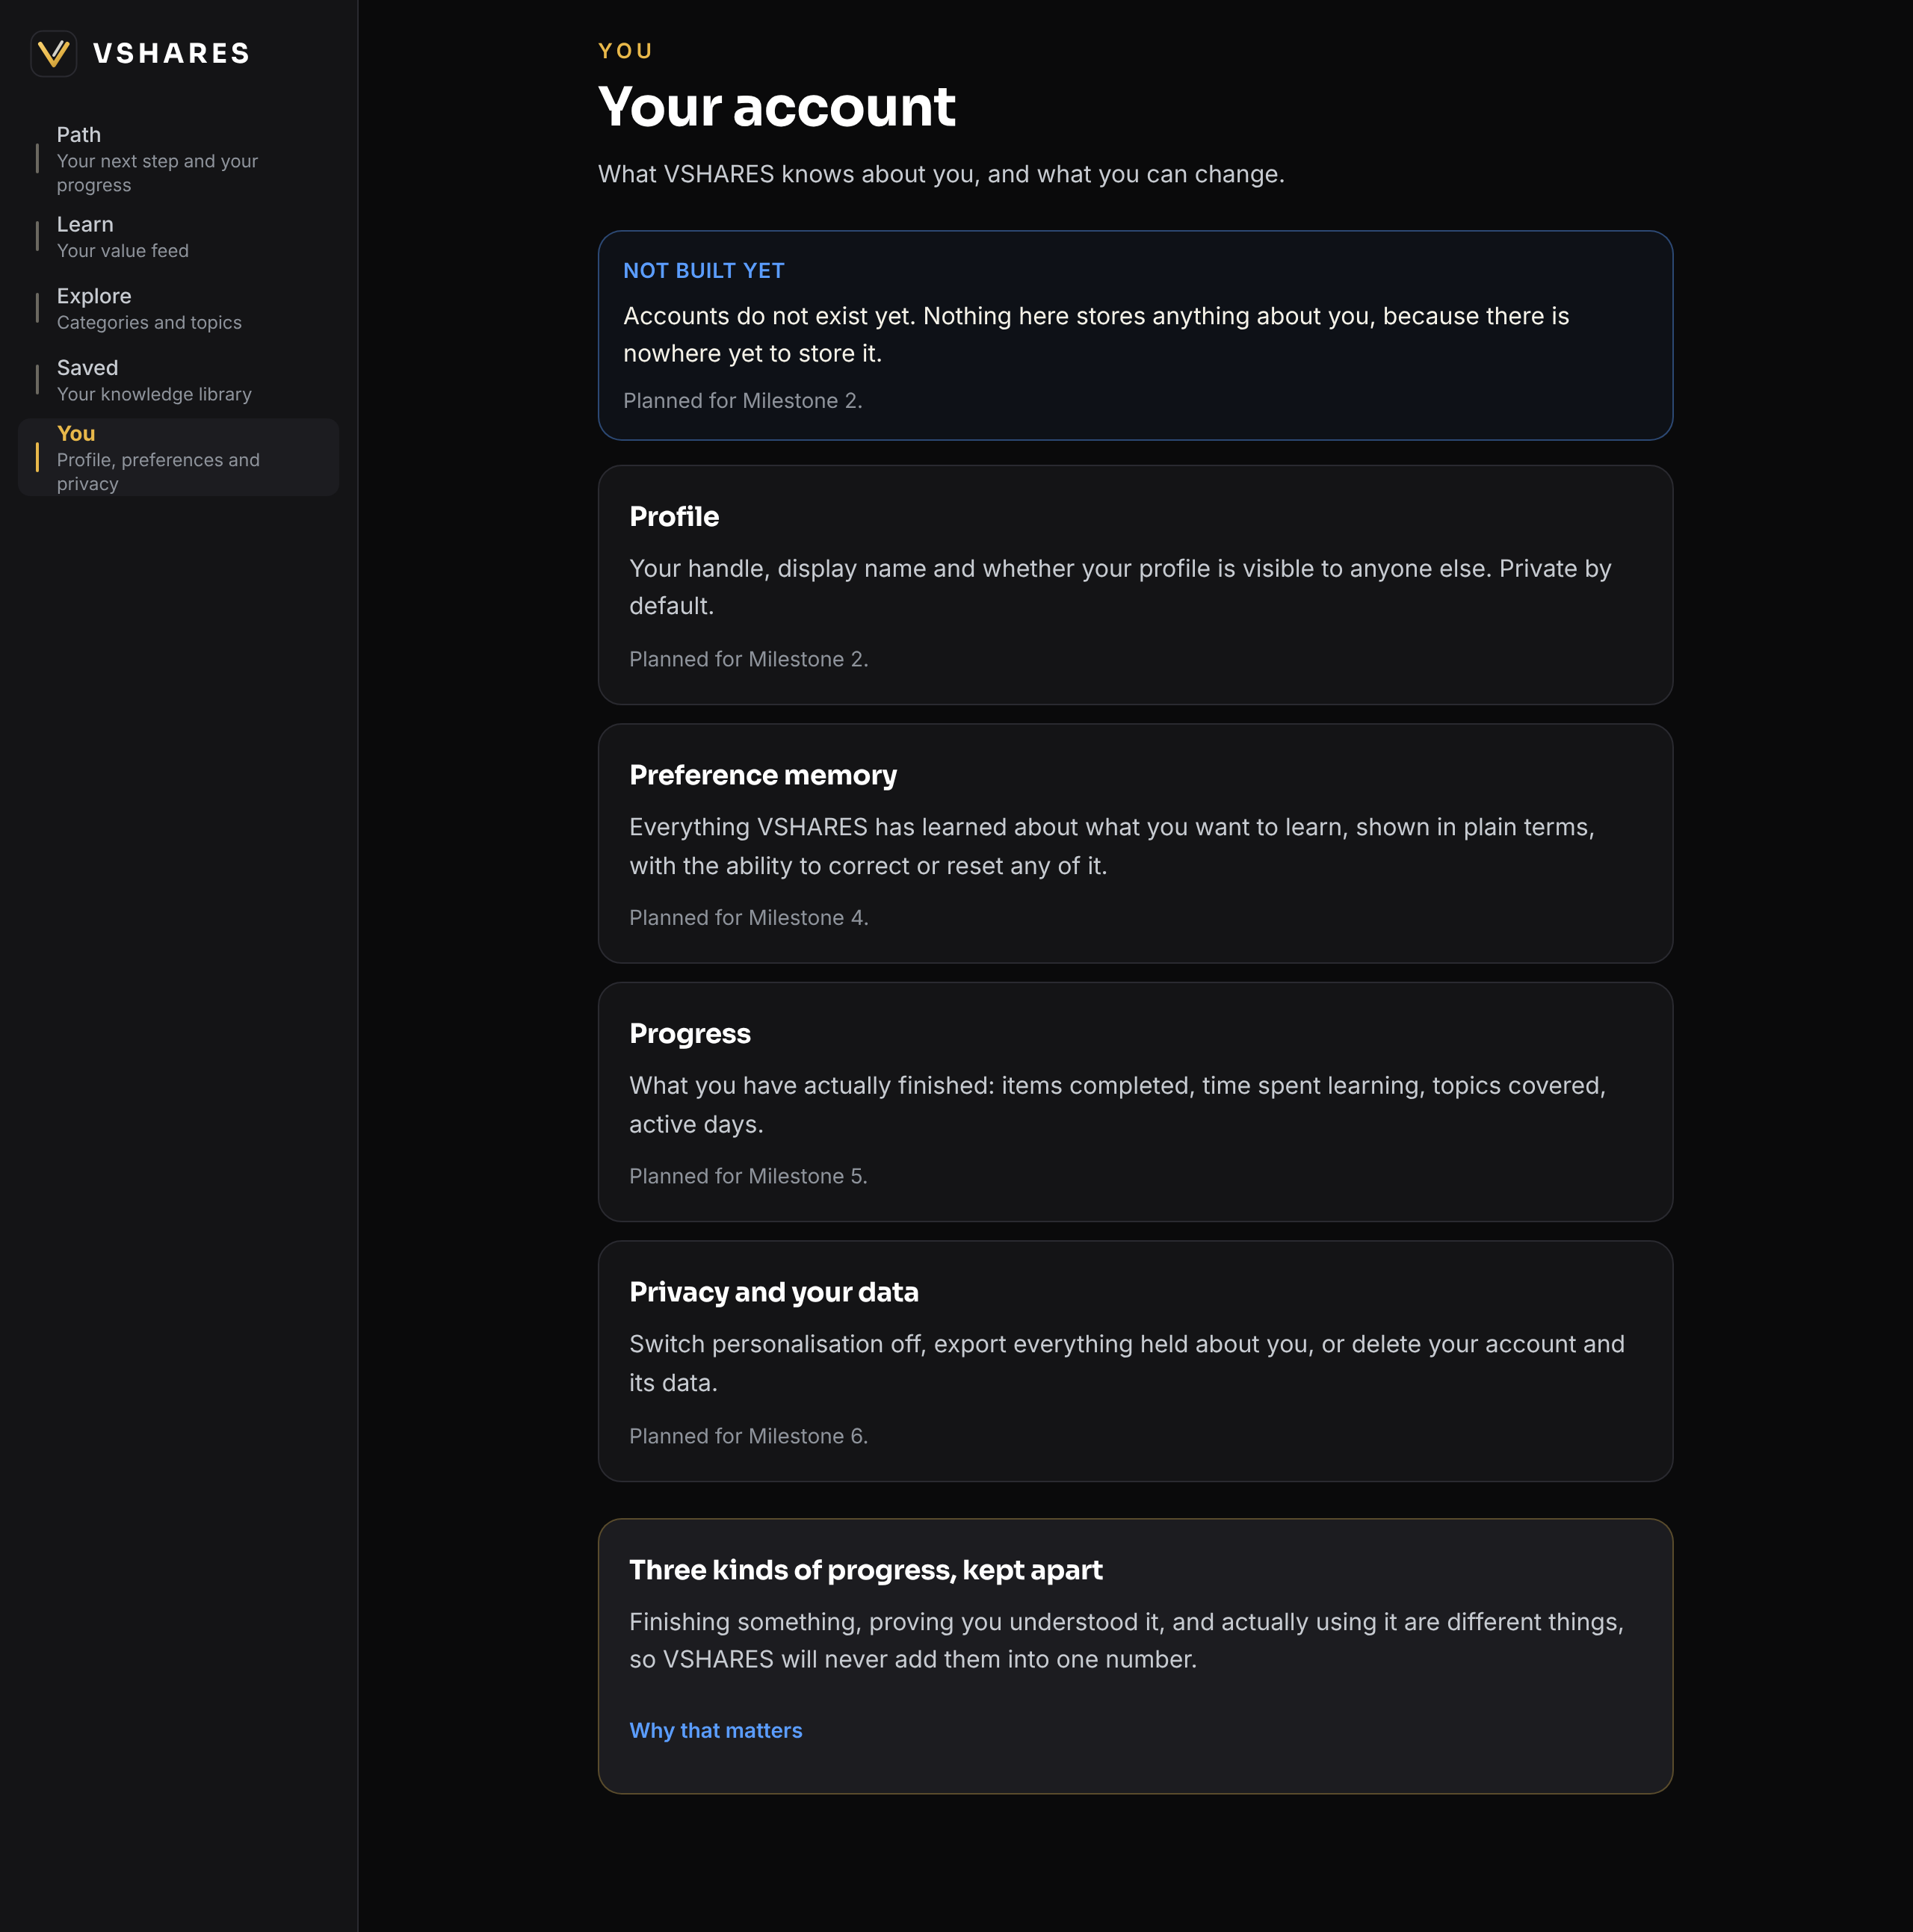 VSHARES
Path
Your next step and your
progress
Learn
Your value feed
Explore
Categories and topics
Saved
Your knowledge library
You
Profile, preferences and
privacy
YOU
Your account
What VSHARES knows about you, and what you can change.
NOT BUILT YET
Accounts do not exist yet. Nothing here stores anything about you, because there is
nowhere yet to store it.
Planned for Milestone 2.
Profile
Your handle, display name and whether your profile is visible to anyone else. Private by
default.
Planned for Milestone 2.
Preference memory
Everything VSHARES has learned about what you want to learn, shown in plain terms,
with the ability to correct or reset any of it.
Planned for Milestone 4.
Progress
What you have actually finished: items completed, time spent learning, topics covered,
active days.
Planned for Milestone 5.
Privacy and your data
Switch personalisation off, export everything held about you, or delete your account and
its data.
Planned for Milestone 6.
Three kinds of progress, kept apart
Finishing something, proving you understood it, and actually using it are different things,
so VSHARES will never add them into one number.
Why that matters